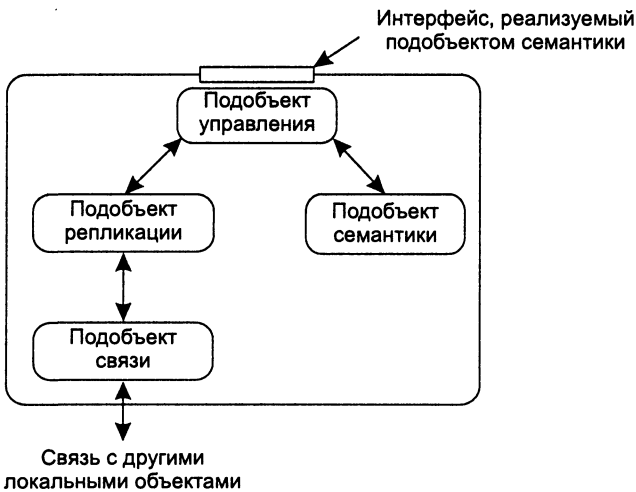 Интерфейс, реализуемый
подобъектом семантики
Подобъект
управления
Подобъект
репликации
Подобъект
семантики
Подобъект
связи
Связь с другими
локальными объектами